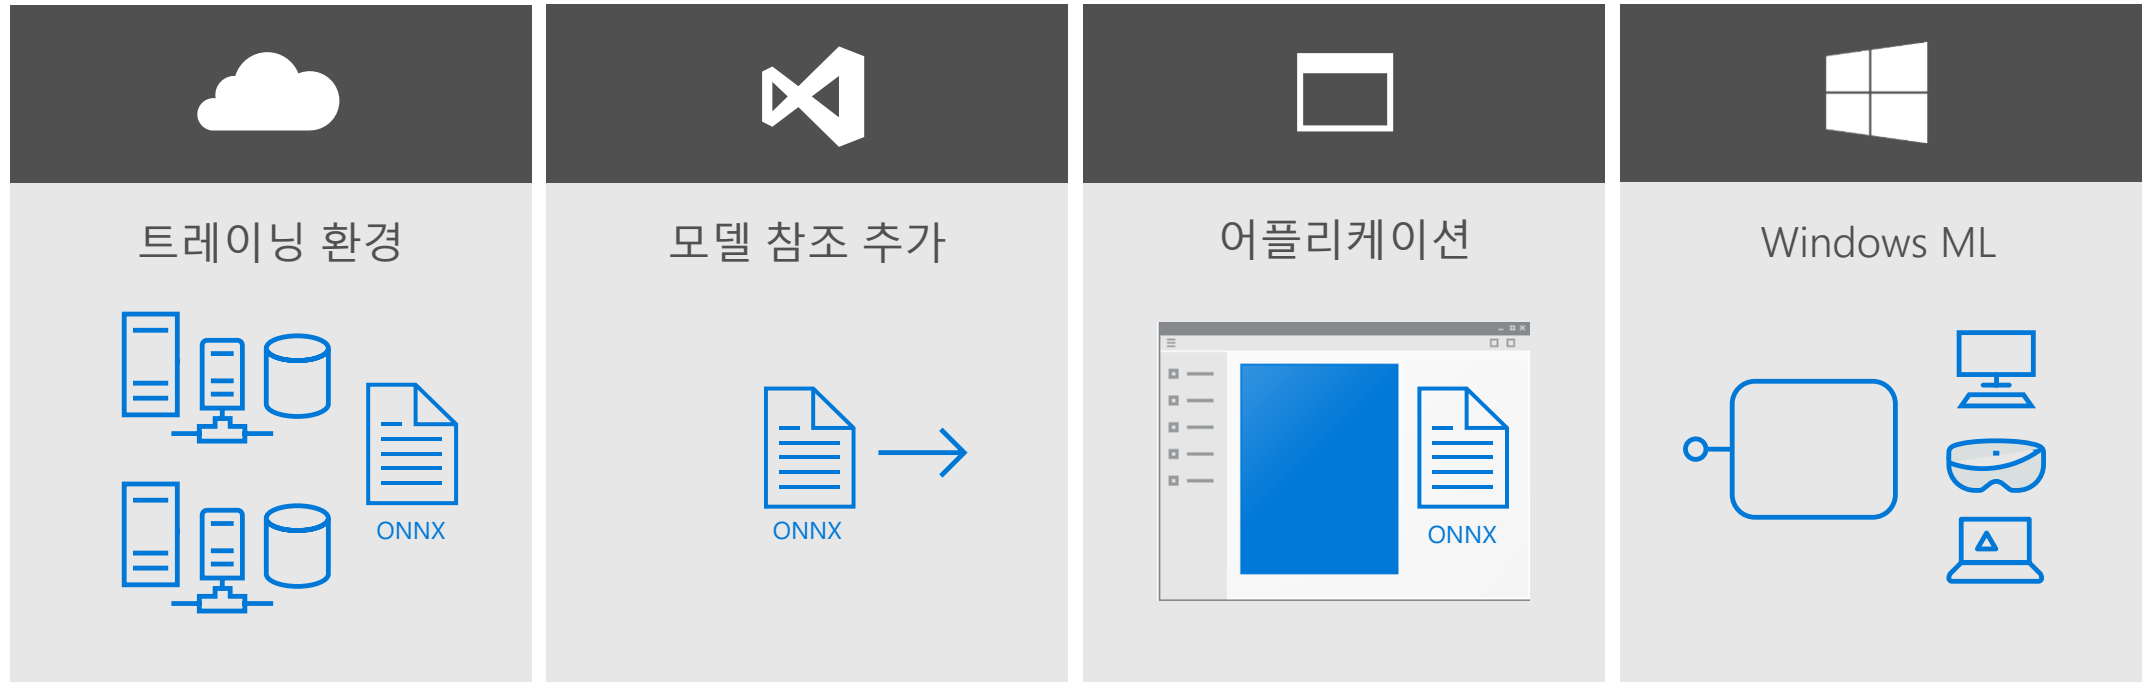 트레이닝 환경
ONNX
모델 참조 추가
ONNX
어플리케이션
ONNX
Windows ML